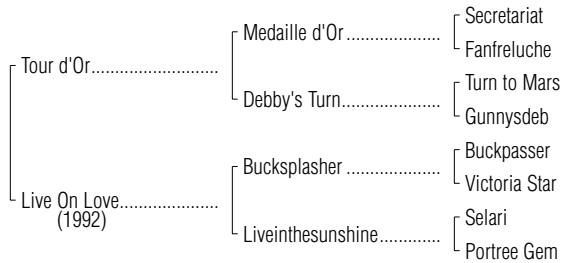 Secretariat
Medaille d'Or....................
Fanfreluche
Tour d'Or...........................
Turn to Mars
Debby's Turn.....................
Gunnysdeb
Buckpasser
Bucksplasher ....................
Victoria Star
Live On Love.....................
(1992)
Selari
Liveinthesunshine.............
Portree Gem